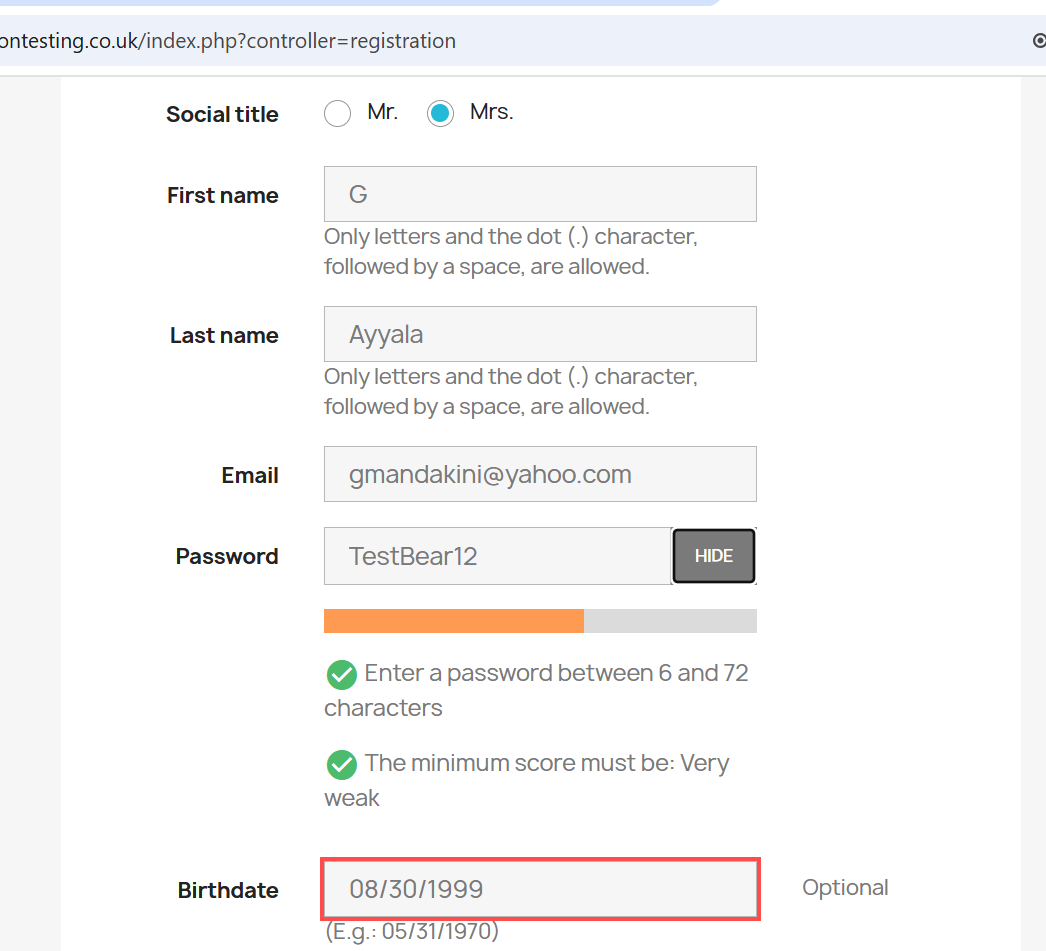 ontesting.co.uk/index.php?controller=registration
Social title Mr. Mrs.
First name G
Only letters and the dot (.) character,
followed by a space, are allowed.
Last name Ayyala
Only letters and the dot (.) character,
followed by a space, are allowed.
Email gmandakini@yahoo.com
Password TestBear12 HIDE
Enter a password between 6 and 72
characters
The minimum score must be: Very
weak
Birthdate 08/30/1999 Optional
(E.g.: 05/31/1970)